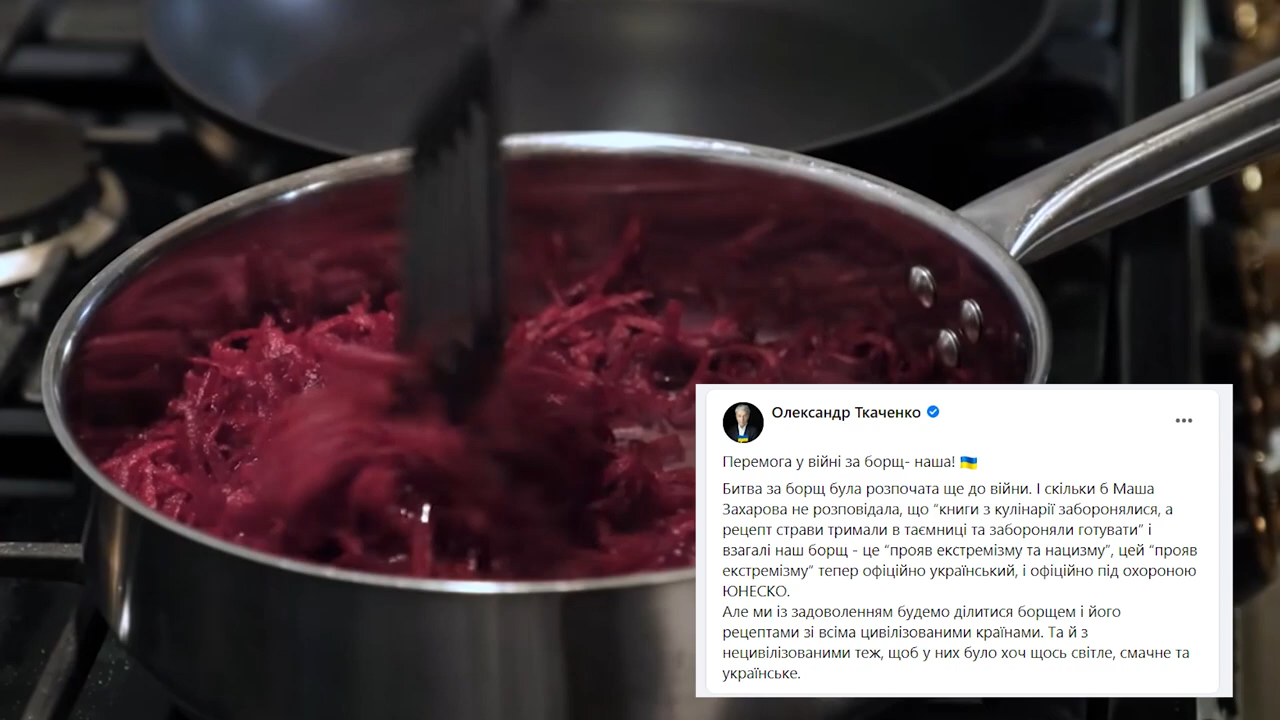 Олександр Ткаченко
Перемога у війні за борщ- наша! 🇺🇦
Битва за борщ була розпочата ще до війни. І скільки б Маша
Захарова не розповідала, що “книги з кулінарії заборонялися, а
рецепт страви тримали в таємниці та забороняли готувати” і
взагалі наш борщ - це “прояв екстремізму та нацизму”, цей “прояв
екстремізму” тепер офіційно український, і офіційно під охороною
ЮНЕСКО.
Але ми із задоволенням будемо ділитися борщем і його
рецептами зі всіма цивілізованими країнами. Та й з
нецивілізованими теж, щоб у них було хоч щось світле, смачне та
українське.